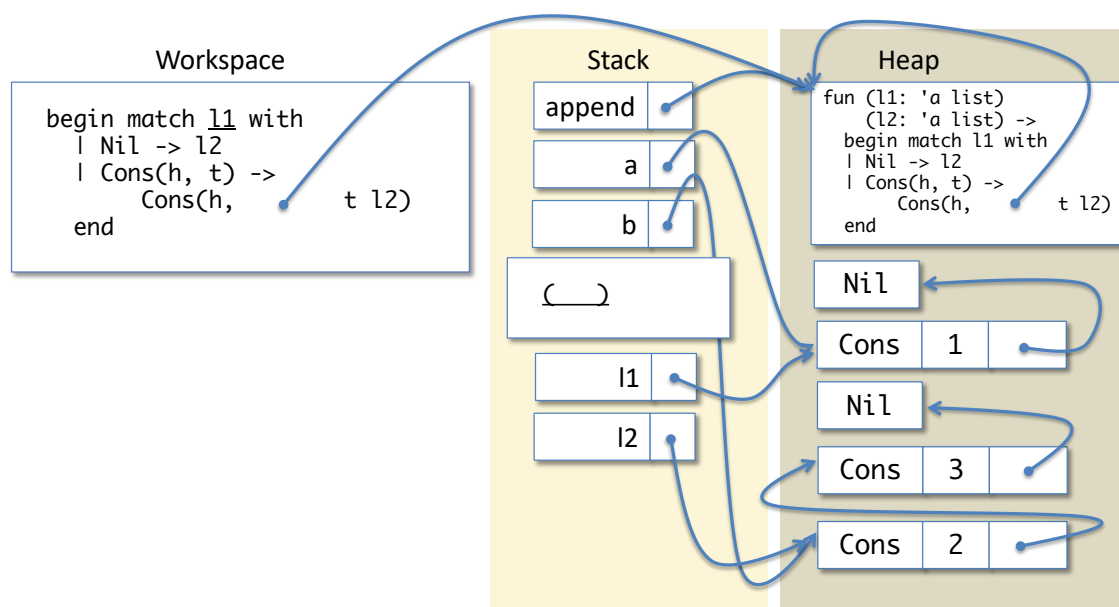 Workspace
begin match l1 with
| Nil -> l2
| Cons(h, t) ->
Cons(h, t l2)
end
Stack
append
a
b
( )
l1
l2
Heap
fun (l1: 'a list)
(l2: 'a list) ->
begin match l1 with
| Nil -> l2
| Cons(h, t) ->
Cons(h, t l2)
end
Nil
Cons 1
Nil
Cons 3
Cons 2